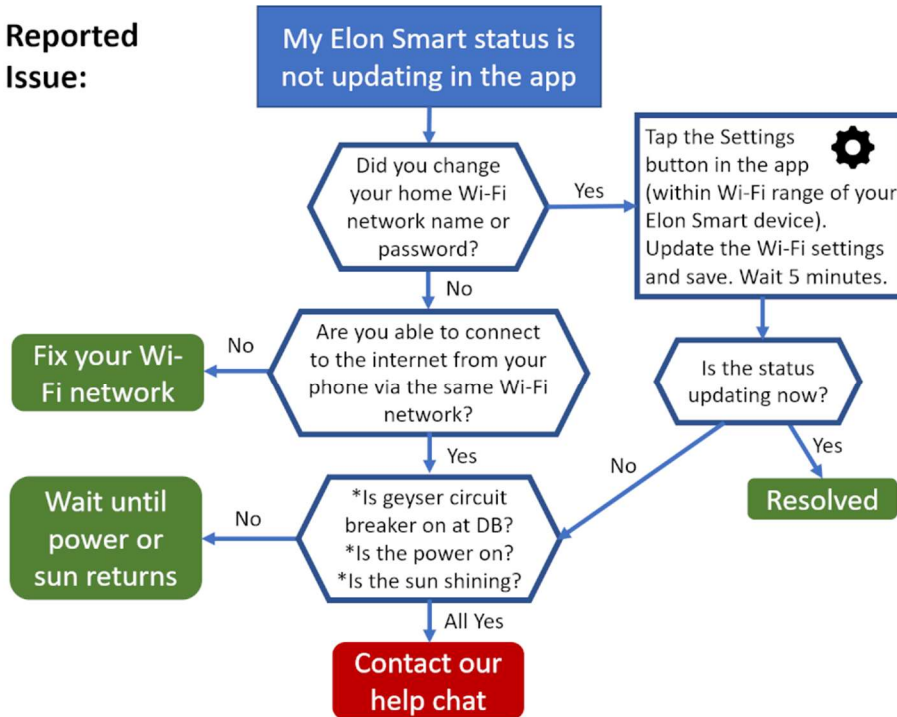 Reported
Issue:
My Elon Smart status is
not updating in the app
Did you change
your home Wi-Fi
network name or
password?
Yes
Tap the Settings
button in the app
(within Wi-Fi range of your
Elon Smart device).
Update the Wi-Fi settings
and save. Wait 5 minutes.
No
Are you able to connect
to the internet from your
phone via the same Wi-Fi
network?
No
Fix your Wi-
Fi network
Is the status
updating now?
Yes
Resolved
No
Yes
*Is geyser circuit
breaker on at DB?
*Is the power on?
*Is the sun shining?
No
Wait until
power or
sun returns
All Yes
Contact our
help chat